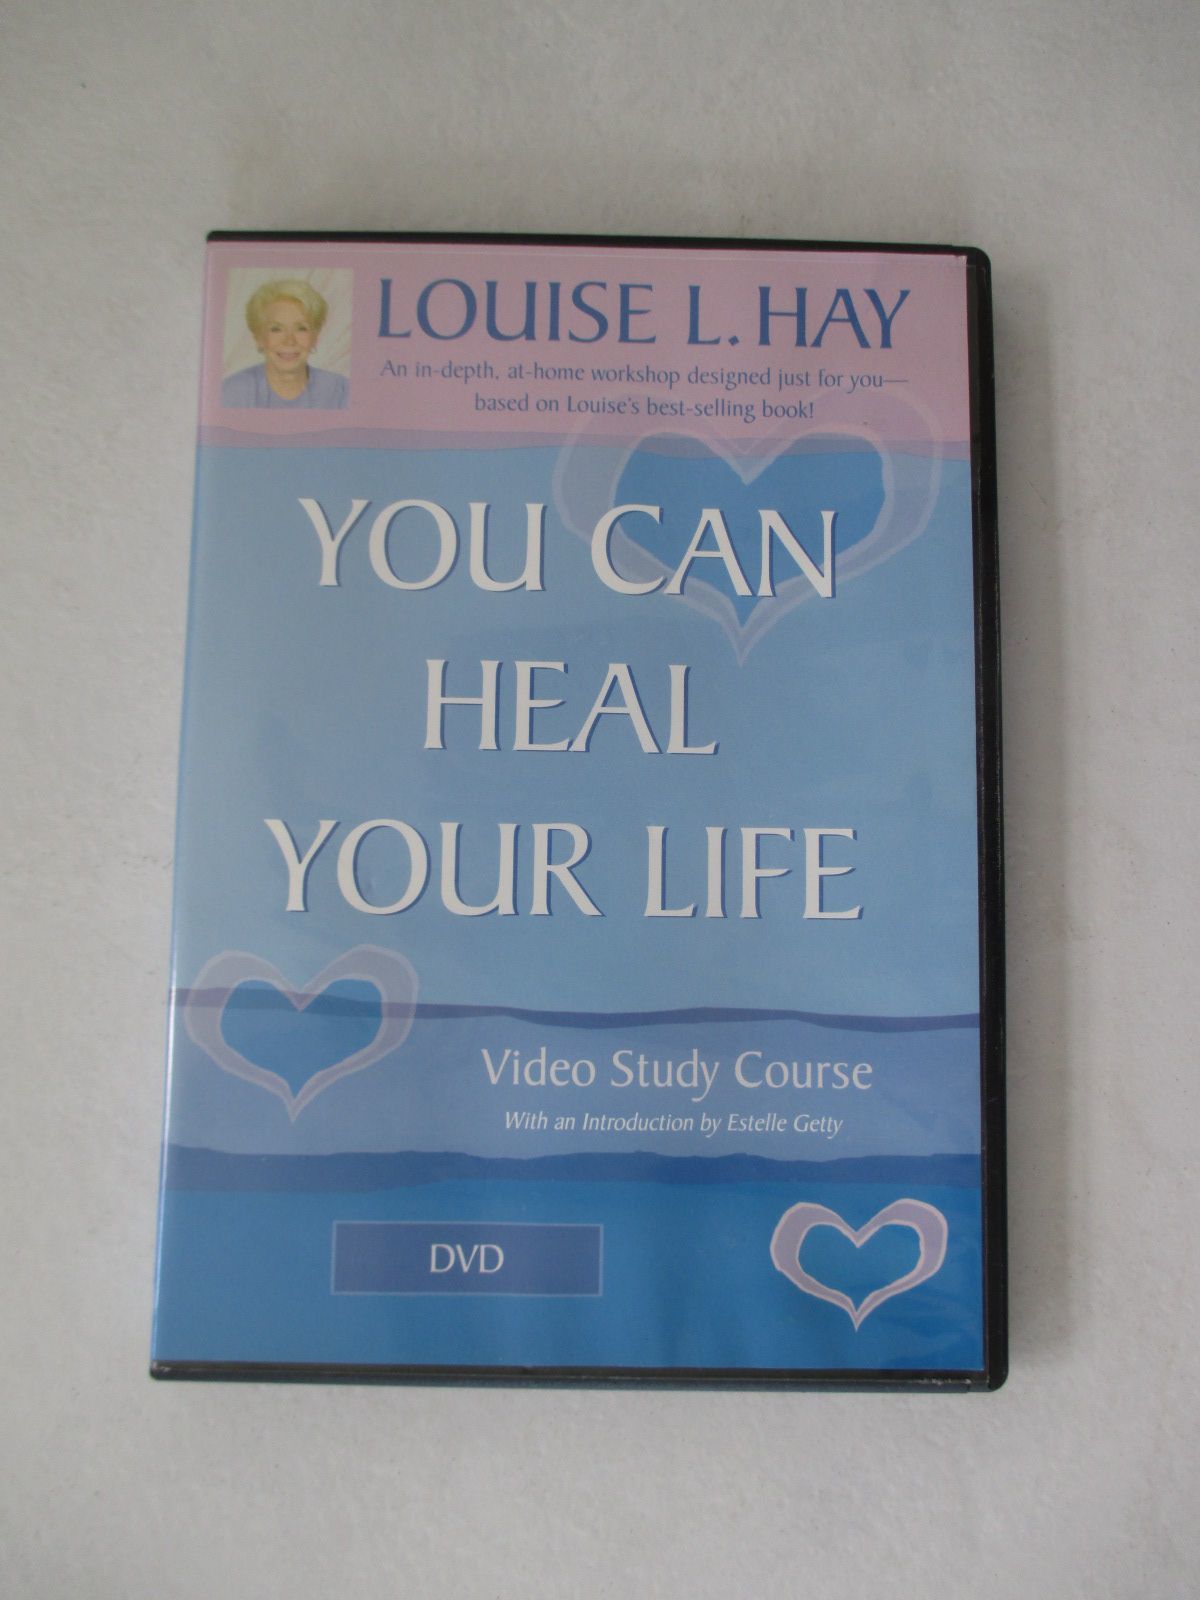 LOUISE L. HAY
An in-depth, at-home workshop designed just for you—
based on Louise's best-selling book!
YOU CAN
HEAL
YOUR LIFE
Video Study Course
With an Introduction by Estelle Getty
DVD